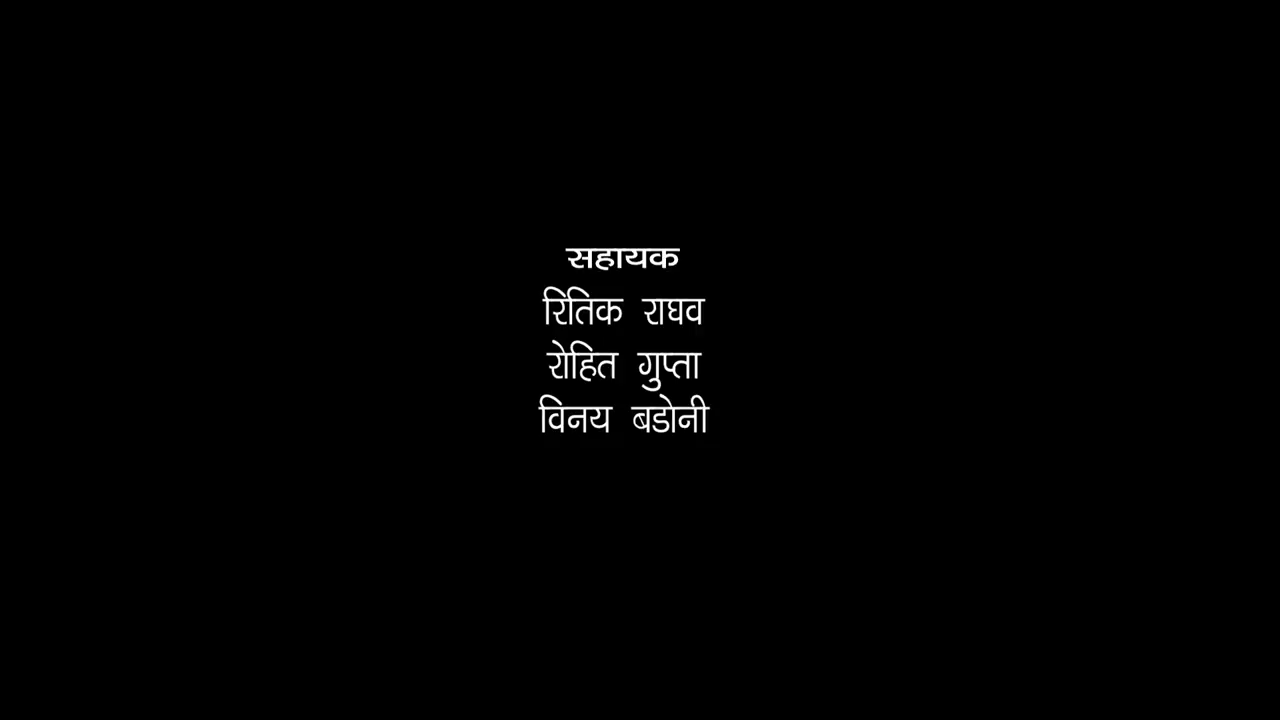 सहायक
रितिक राघव
रोहित गुप्ता
विनय बडोनी